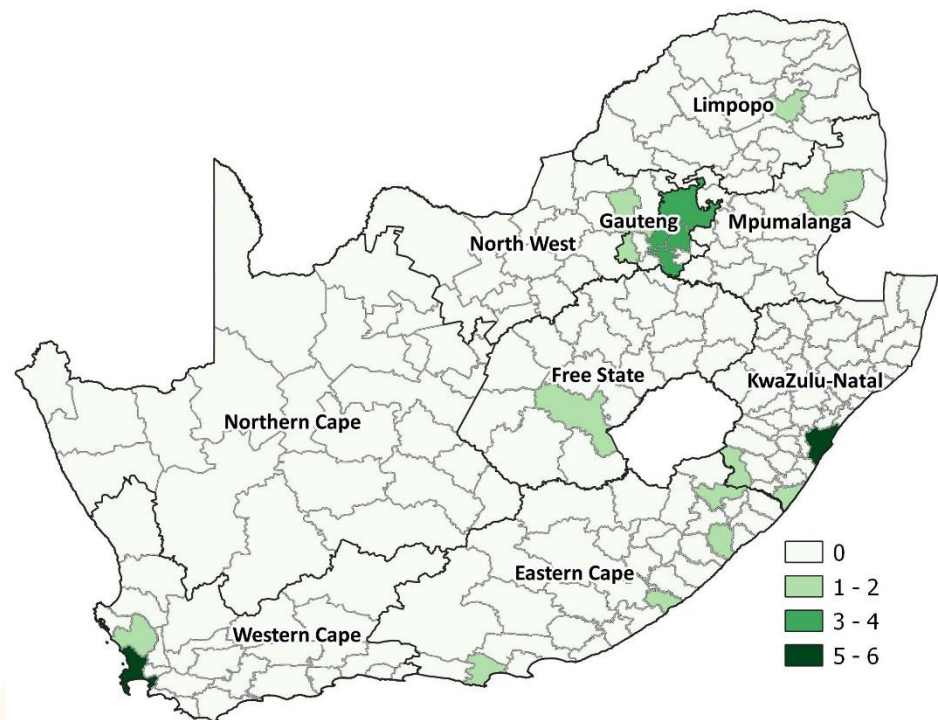 Limpopo
Gauteng
Mpumalanga
North West
Free State
KwaZulu-Natal
Northern Cape
Eastern Cape
Western Cape
0
1 - 2
3 - 4
5 - 6